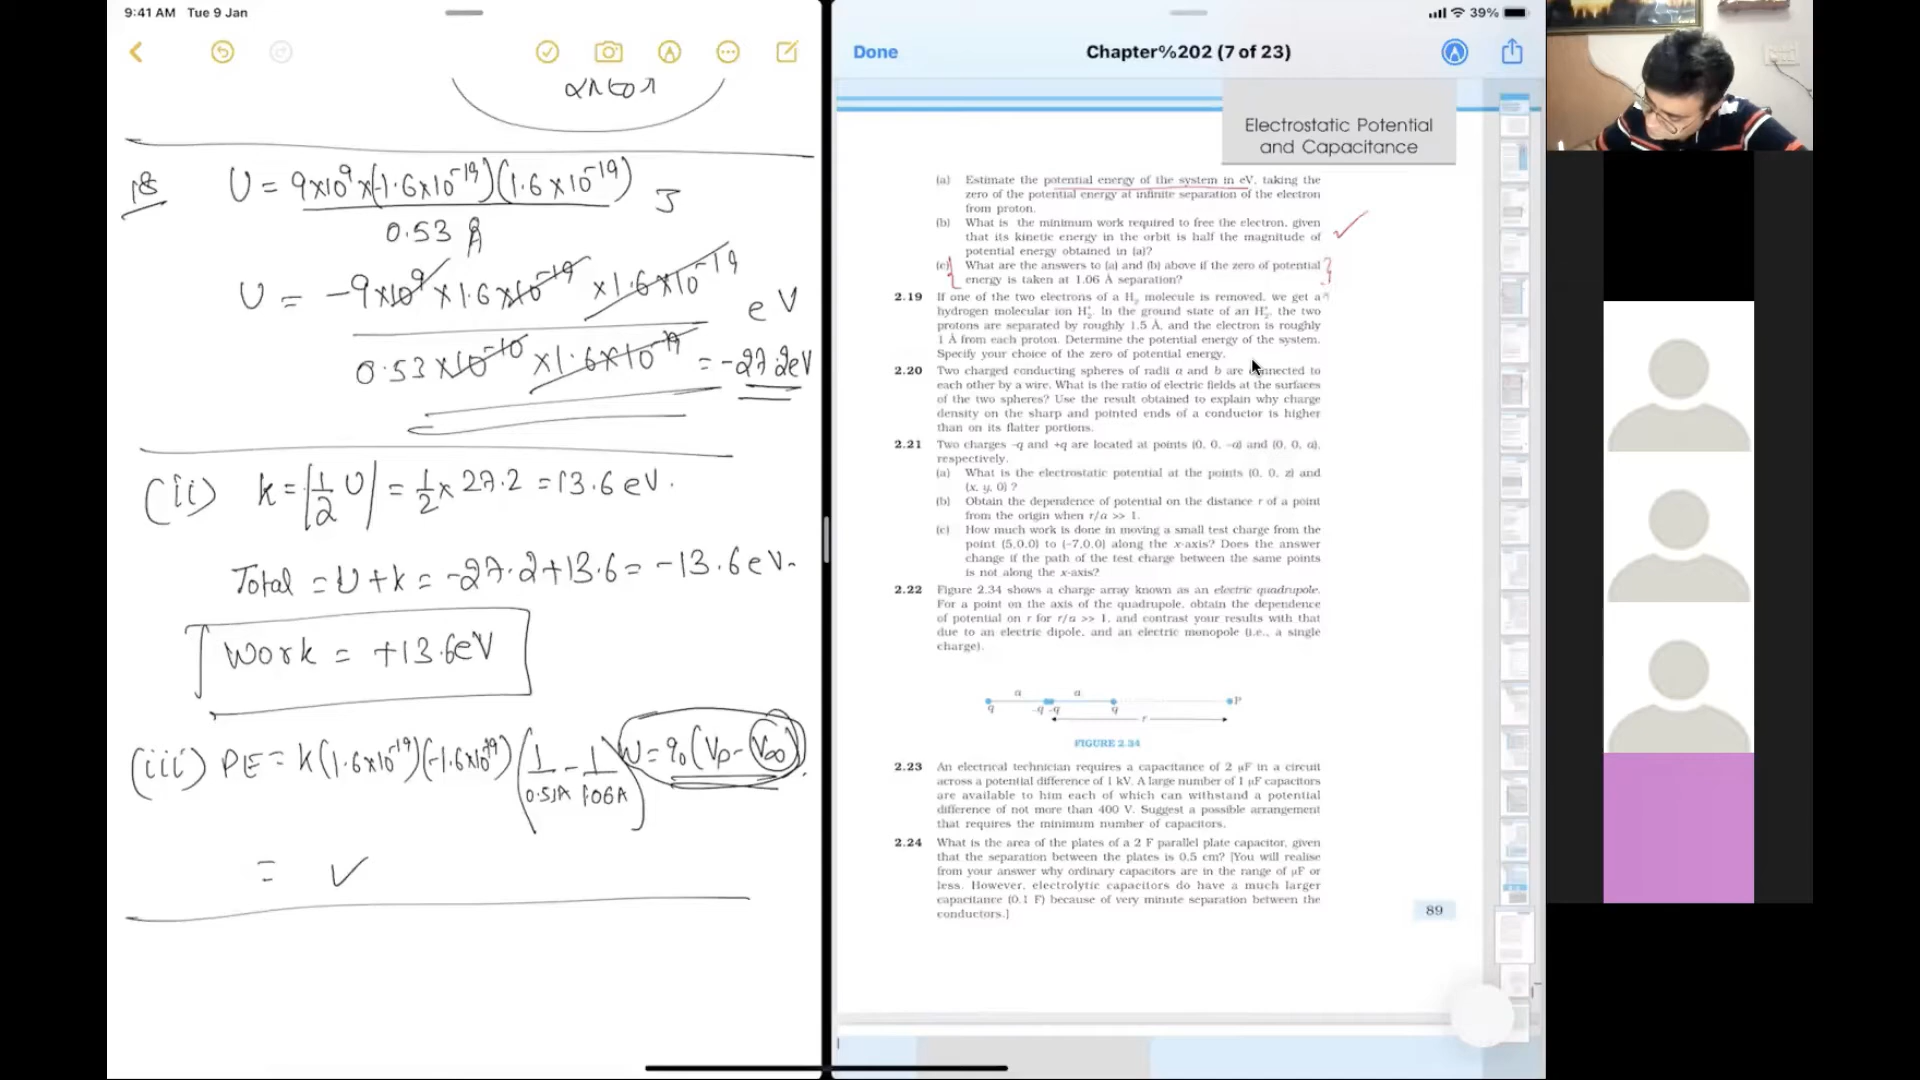 9:41 AM Tue 9 Jan
18 U = 9×10⁹×(-1.6×10⁻¹⁹)(1.6×10⁻¹⁹) J
0.53 Å
U = -9×10⁹×1.6×10⁻¹⁹×1.6×10⁻¹⁹ eV
0.53×10⁻¹⁰×1.6×10⁻¹⁹ = -27.2eV
(ii) k = |1/2 U| = 1/2 × 27.2 = 13.6 eV.
Total = U+k = -27.2+13.6 = -13.6 eV.
Work = +13.6eV
(iii) PE = k(1.6×10⁻¹⁹)(-1.6×10⁻¹⁹)(1/0.53Å - 1/1.06Å) W = q₀(Vp - V∞)
= ✓
39%
Done
Chapter%202 (7 of 23)
Electrostatic Potential
and Capacitance
(a) Estimate the potential energy of the system in eV, taking the
zero of the potential energy at infinite separation of the electron
from proton.
(b) What is the minimum work required to free the electron, given
that its kinetic energy in the orbit is half the magnitude of
potential energy obtained in (a)?
(c) What are the answers to (a) and (b) above if the zero of potential
energy is taken at 1.06 Å separation?
2.19 If one of the two electrons of a H₂ molecule is removed, we get a
hydrogen molecular ion H₂⁺. In the ground state of an H₂⁺, the two
protons are separated by roughly 1.5 Å, and the electron is roughly
1 Å from each proton. Determine the potential energy of the system.
Specify your choice of the zero of potential energy.
2.20 Two charged conducting spheres of radii a and b are connected to
each other by a wire. What is the ratio of electric fields at the surfaces
of the two spheres? Use the result obtained to explain why charge
density on the sharp and pointed ends of a conductor is higher
than on its flatter portions.
2.21 Two charges –q and +q are located at points (0, 0, –a) and (0, 0, a),
respectively.
(a) What is the electrostatic potential at the points (0, 0, z) and
(x, y, 0) ?
(b) Obtain the dependence of potential on the distance r of a point
from the origin when r/a >> 1.
(c) How much work is done in moving a small test charge from the
point (5,0,0) to (–7,0,0) along the x-axis? Does the answer
change if the path of the test charge between the same points
is not along the x-axis?
2.22 Figure 2.34 shows a charge array known as an electric quadrupole.
For a point on the axis of the quadrupole, obtain the dependence
of potential on r for r/a >> 1, and contrast your results with that
due to an electric dipole, and an electric monopole (i.e., a single
charge).
a a
q -q -q q P
r
FIGURE 2.34
2.23 An electrical technician requires a capacitance of 2 μF in a circuit
across a potential difference of 1 kV. A large number of 1 μF capacitors
are available to him each of which can withstand a potential
difference of not more than 400 V. Suggest a possible arrangement
that requires the minimum number of capacitors.
2.24 What is the area of the plates of a 2 F parallel plate capacitor, given
that the separation between the plates is 0.5 cm? [You will realise
from your answer why ordinary capacitors are in the range of μF or
less. However, electrolytic capacitors do have a much larger
capacitance (0.1 F) because of very minute separation between the
conductors.]
89